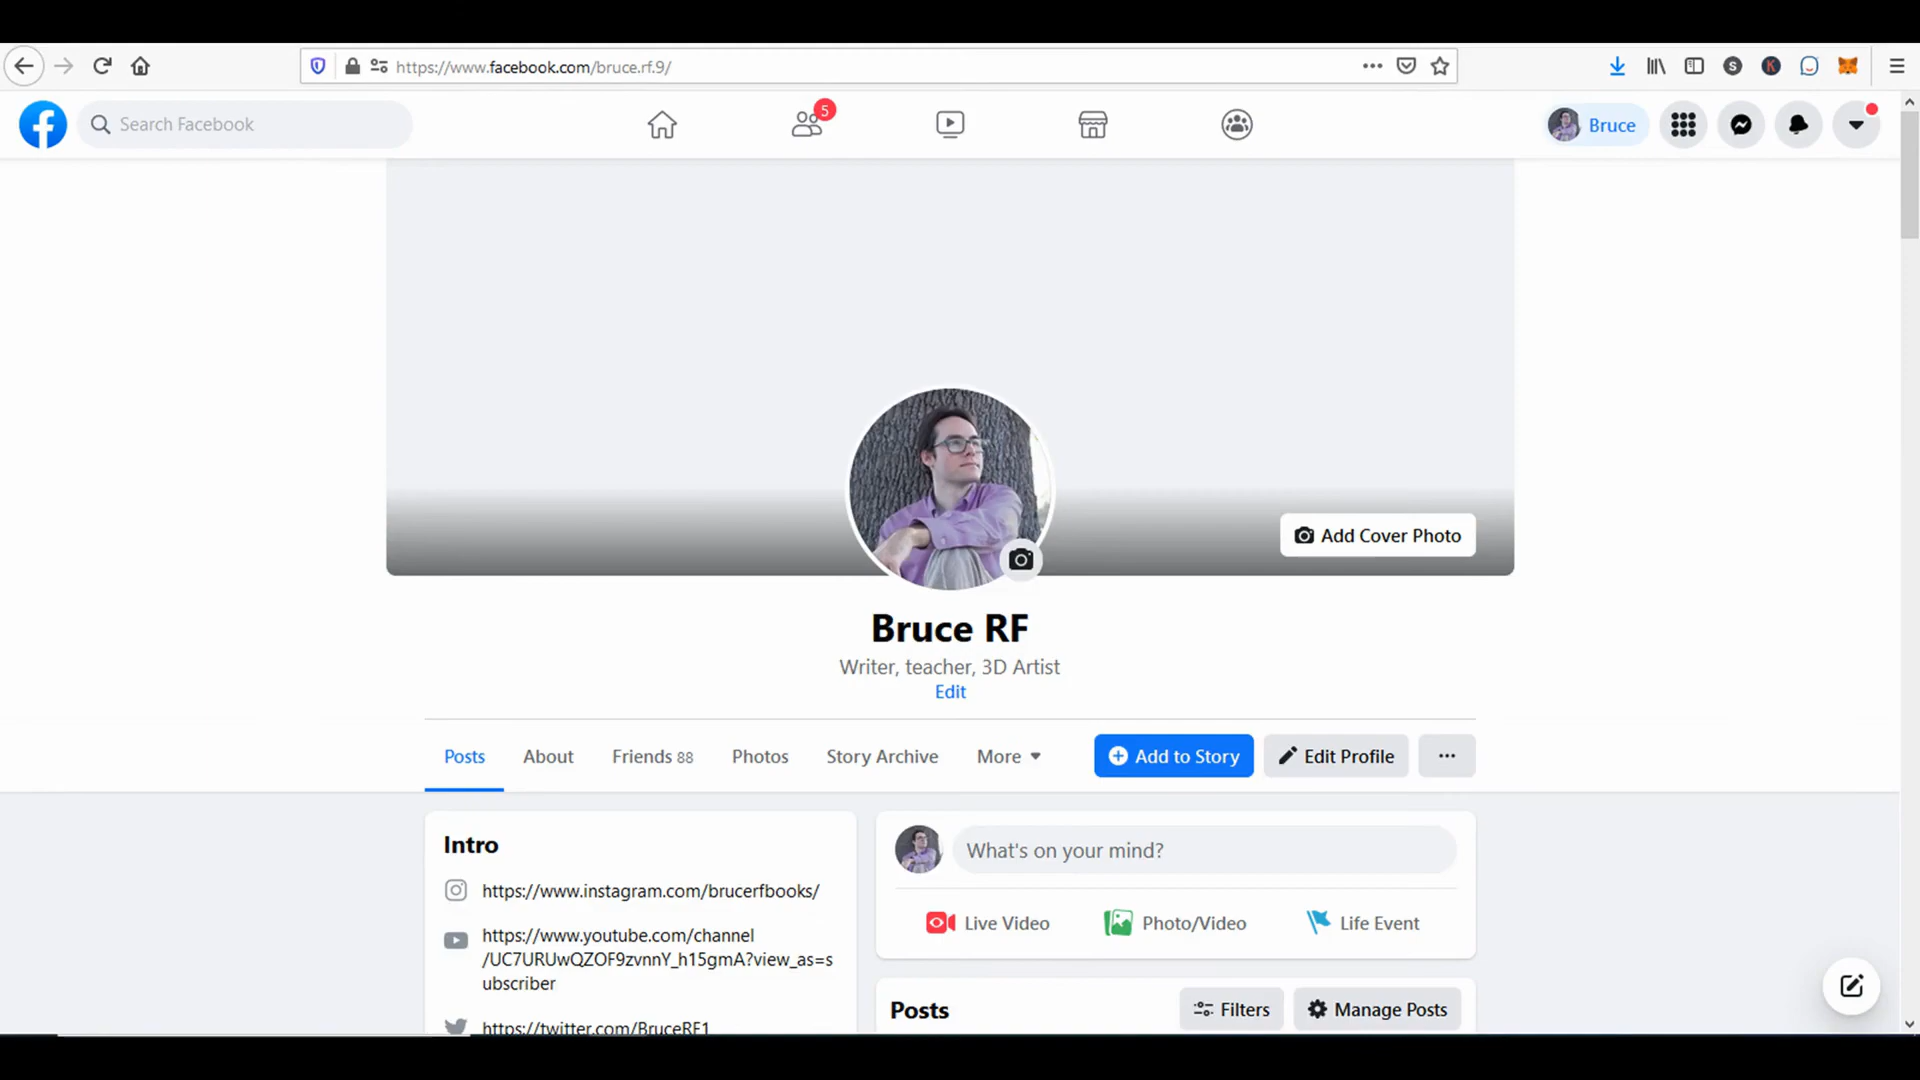 https://www.facebook.com/bruce.rf.9/
S
K
Search Facebook
5
Bruce
Add Cover Photo
Bruce RF
Writer, teacher, 3D Artist
Edit
Posts
About
Friends 88
Photos
Story Archive
More
Add to Story
Edit Profile
Intro
https://www.instagram.com/brucerfbooks/
https://www.youtube.com/channel
/UC7URUwQZOF9zvnnY_h15gmA?view_as=s
ubscriber
https://twitter.com/BruceRF1
What's on your mind?
Live Video
Photo/Video
Life Event
Posts
Filters
Manage Posts